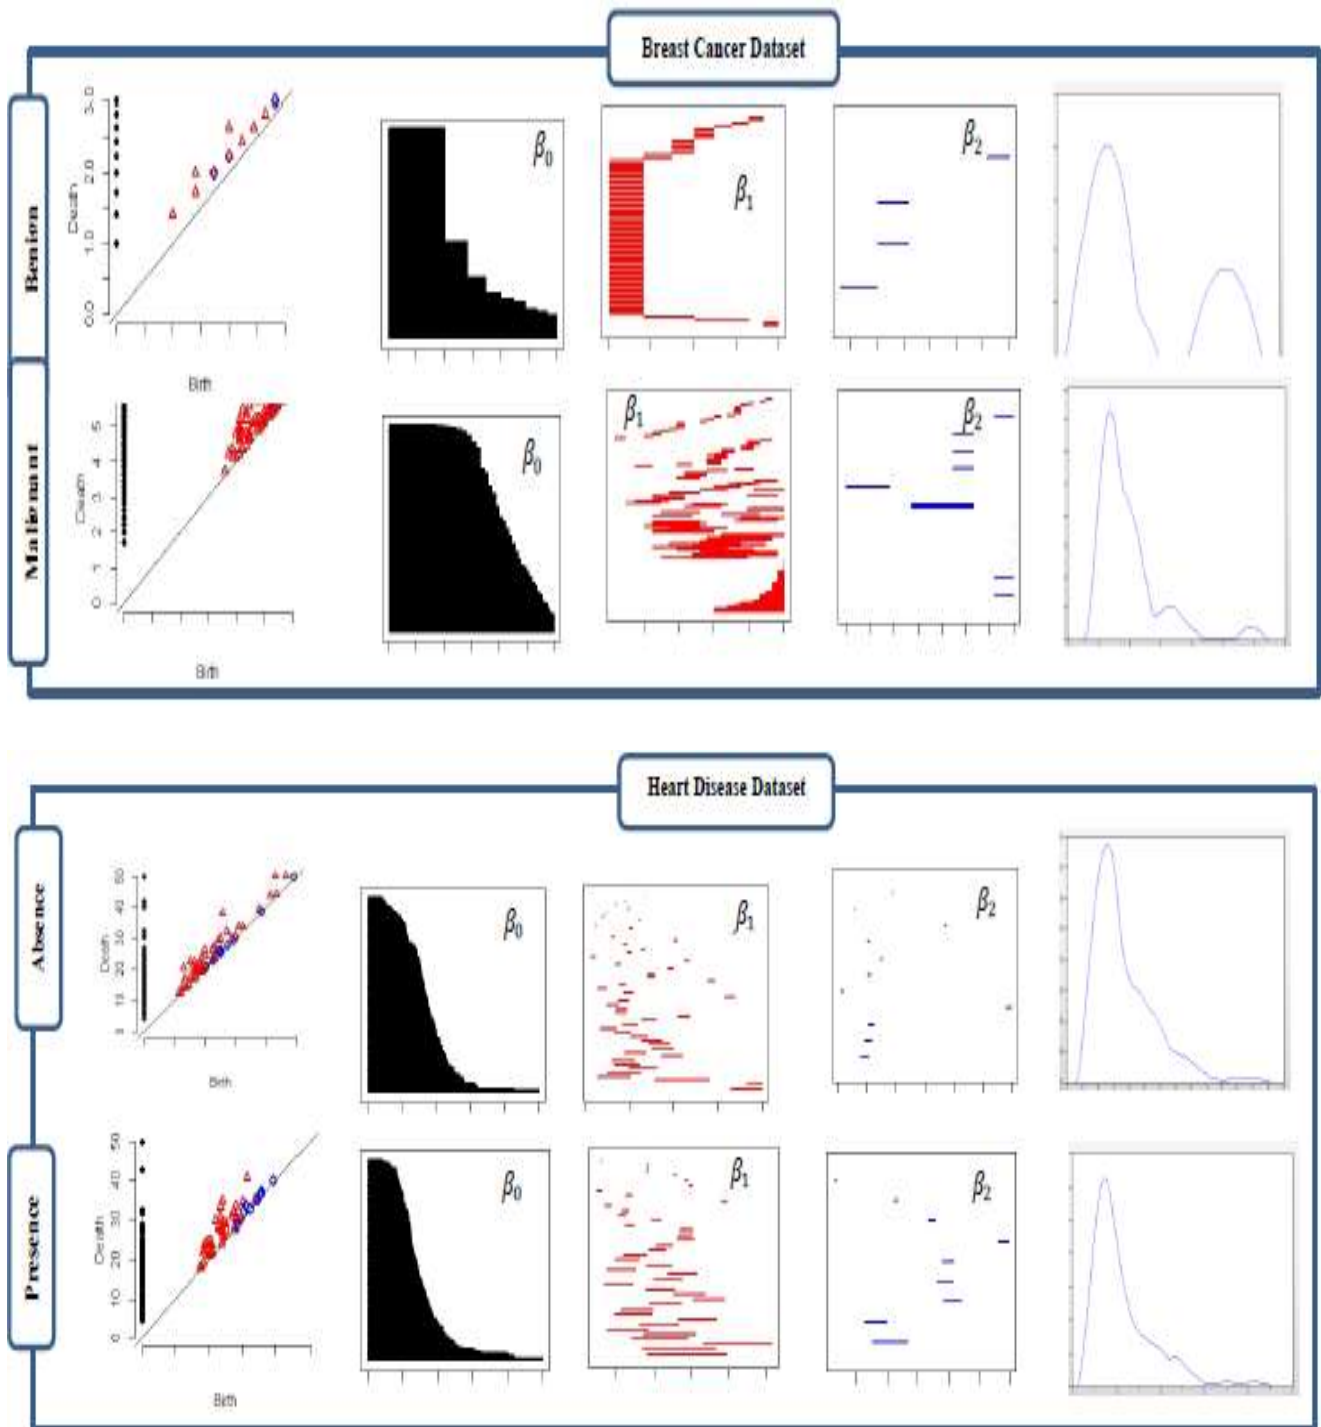 Breast Cancer Dataset
Benign
Death
0.0 1.0 2.0 3.0
Birth
β0
β1
β2
Malignant
Death
0 1 2 3 4 5
Birth
β0
β1
β2
Heart Disease Dataset
Absence
Death
0 10 20 30 40 50
Birth
β0
β1
β2
Presence
Death
0 10 20 30 40 50
Birth
β0
β1
β2